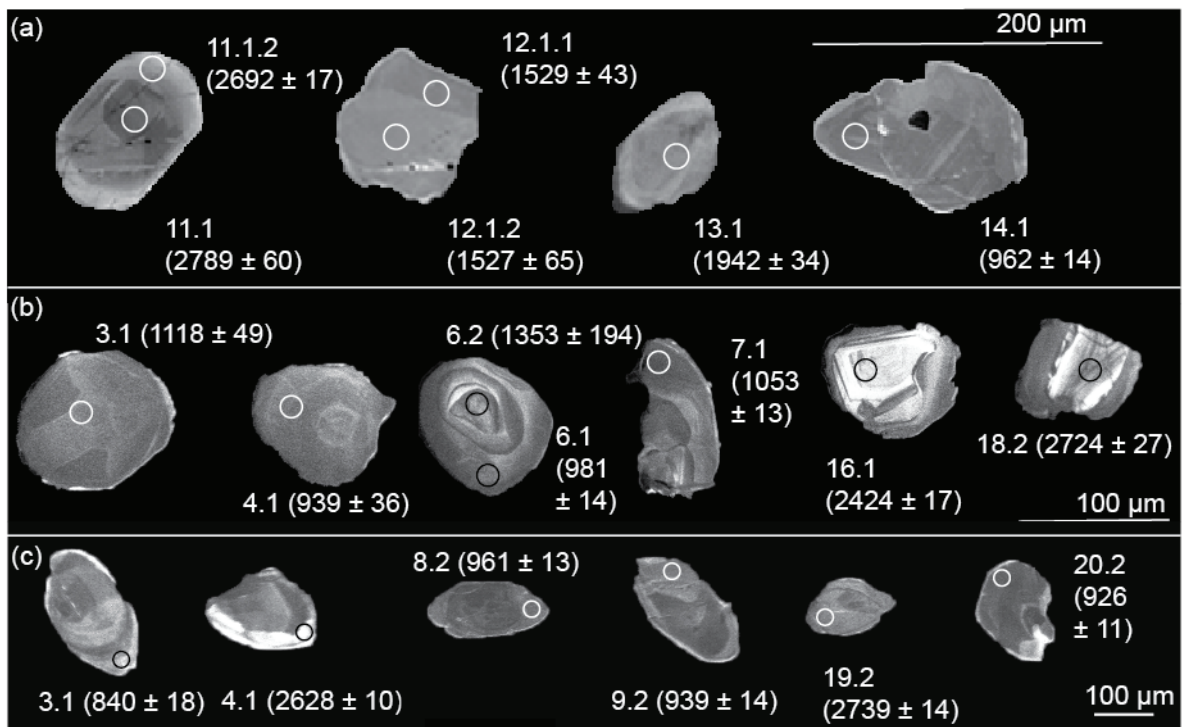 (a)
11.1.2
(2692 ± 17)
12.1.1
(1529 ± 43)
200 µm
11.1
(2789 ± 60)
12.1.2
(1527 ± 65)
13.1
(1942 ± 34)
14.1
(962 ± 14)
(b)
3.1 (1118 ± 49)
4.1 (939 ± 36)
6.2 (1353 ± 194)
6.1
(981
± 14)
7.1
(1053
± 13)
16.1
(2424 ± 17)
18.2 (2724 ± 27)
100 µm
(c)
3.1 (840 ± 18)
4.1 (2628 ± 10)
8.2 (961 ± 13)
9.2 (939 ± 14)
19.2
(2739 ± 14)
20.2
(926
± 11)
100 µm